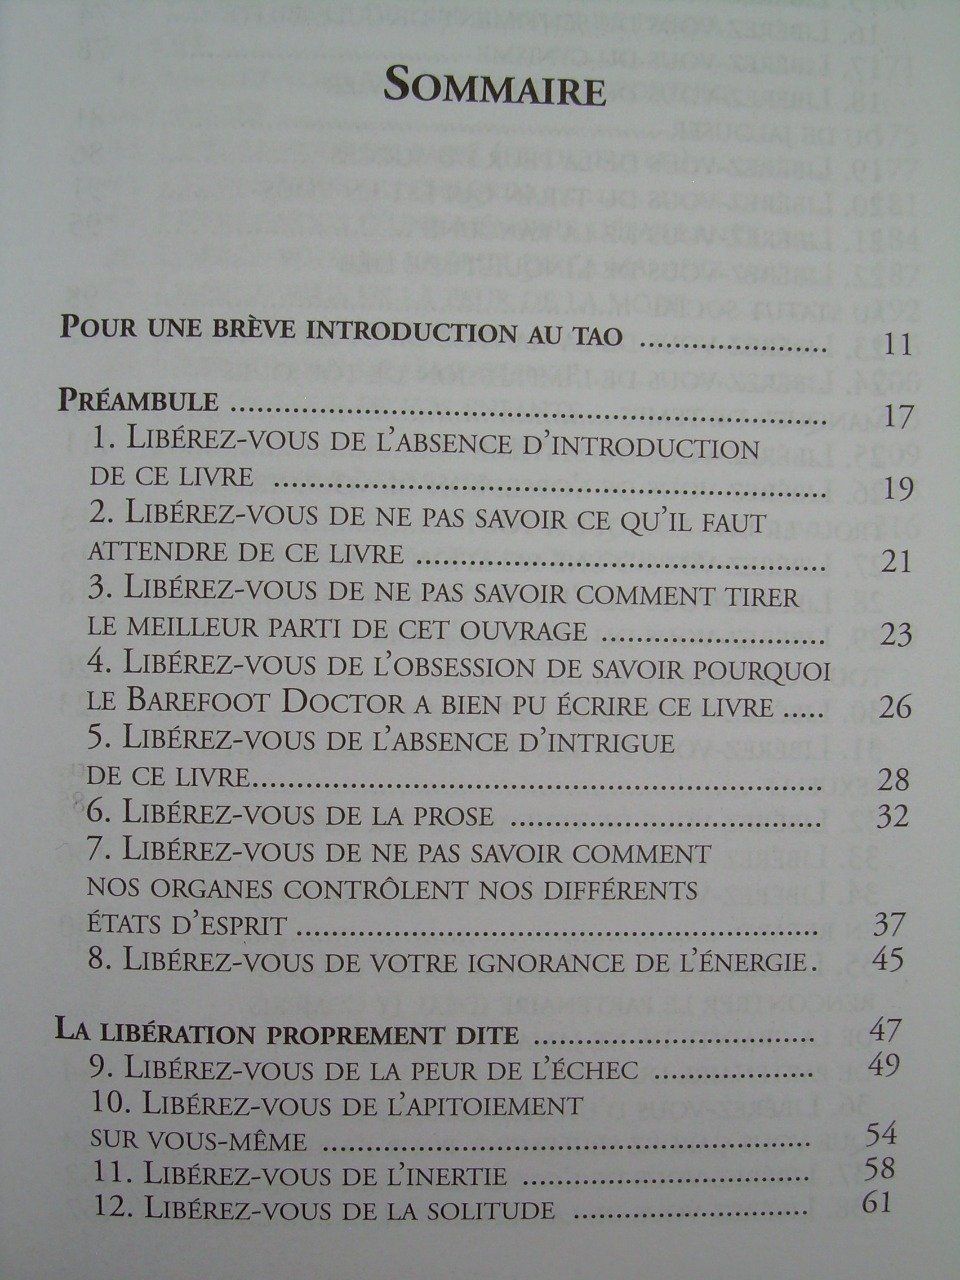 SOMMAIRE
POUR UNE BRÈVE INTRODUCTION AU TAO ..................... 11
PRÉAMBULE .................................................................. 17
1. LIBÉREZ-VOUS DE L'ABSENCE D'INTRODUCTION
DE CE LIVRE ............................................................. 19
2. LIBÉREZ-VOUS DE NE PAS SAVOIR CE QU'IL FAUT
ATTENDRE DE CE LIVRE ............................................. 21
3. LIBÉREZ-VOUS DE NE PAS SAVOIR COMMENT TIRER
LE MEILLEUR PARTI DE CET OUVRAGE ......................... 23
4. LIBÉREZ-VOUS DE L'OBSESSION DE SAVOIR POURQUOI
LE BAREFOOT DOCTOR A BIEN PU ÉCRIRE CE LIVRE ..... 26
5. LIBÉREZ-VOUS DE L'ABSENCE D'INTRIGUE
DE CE LIVRE............................................................... 28
6. LIBÉREZ-VOUS DE LA PROSE ................................... 32
7. LIBÉREZ-VOUS DE NE PAS SAVOIR COMMENT
NOS ORGANES CONTRÔLENT NOS DIFFÉRENTS
ÉTATS D'ESPRIT .......................................................... 37
8. LIBÉREZ-VOUS DE VOTRE IGNORANCE DE L'ÉNERGIE. 45
LA LIBÉRATION PROPREMENT DITE ............................... 47
9. LIBÉREZ-VOUS DE LA PEUR DE L'ÉCHEC .................. 49
10. LIBÉREZ-VOUS DE L'APITOIEMENT
SUR VOUS-MÊME ...................................................... 54
11. LIBÉREZ-VOUS DE L'INERTIE ................................ 58
12. LIBÉREZ-VOUS DE LA SOLITUDE .......................... 61